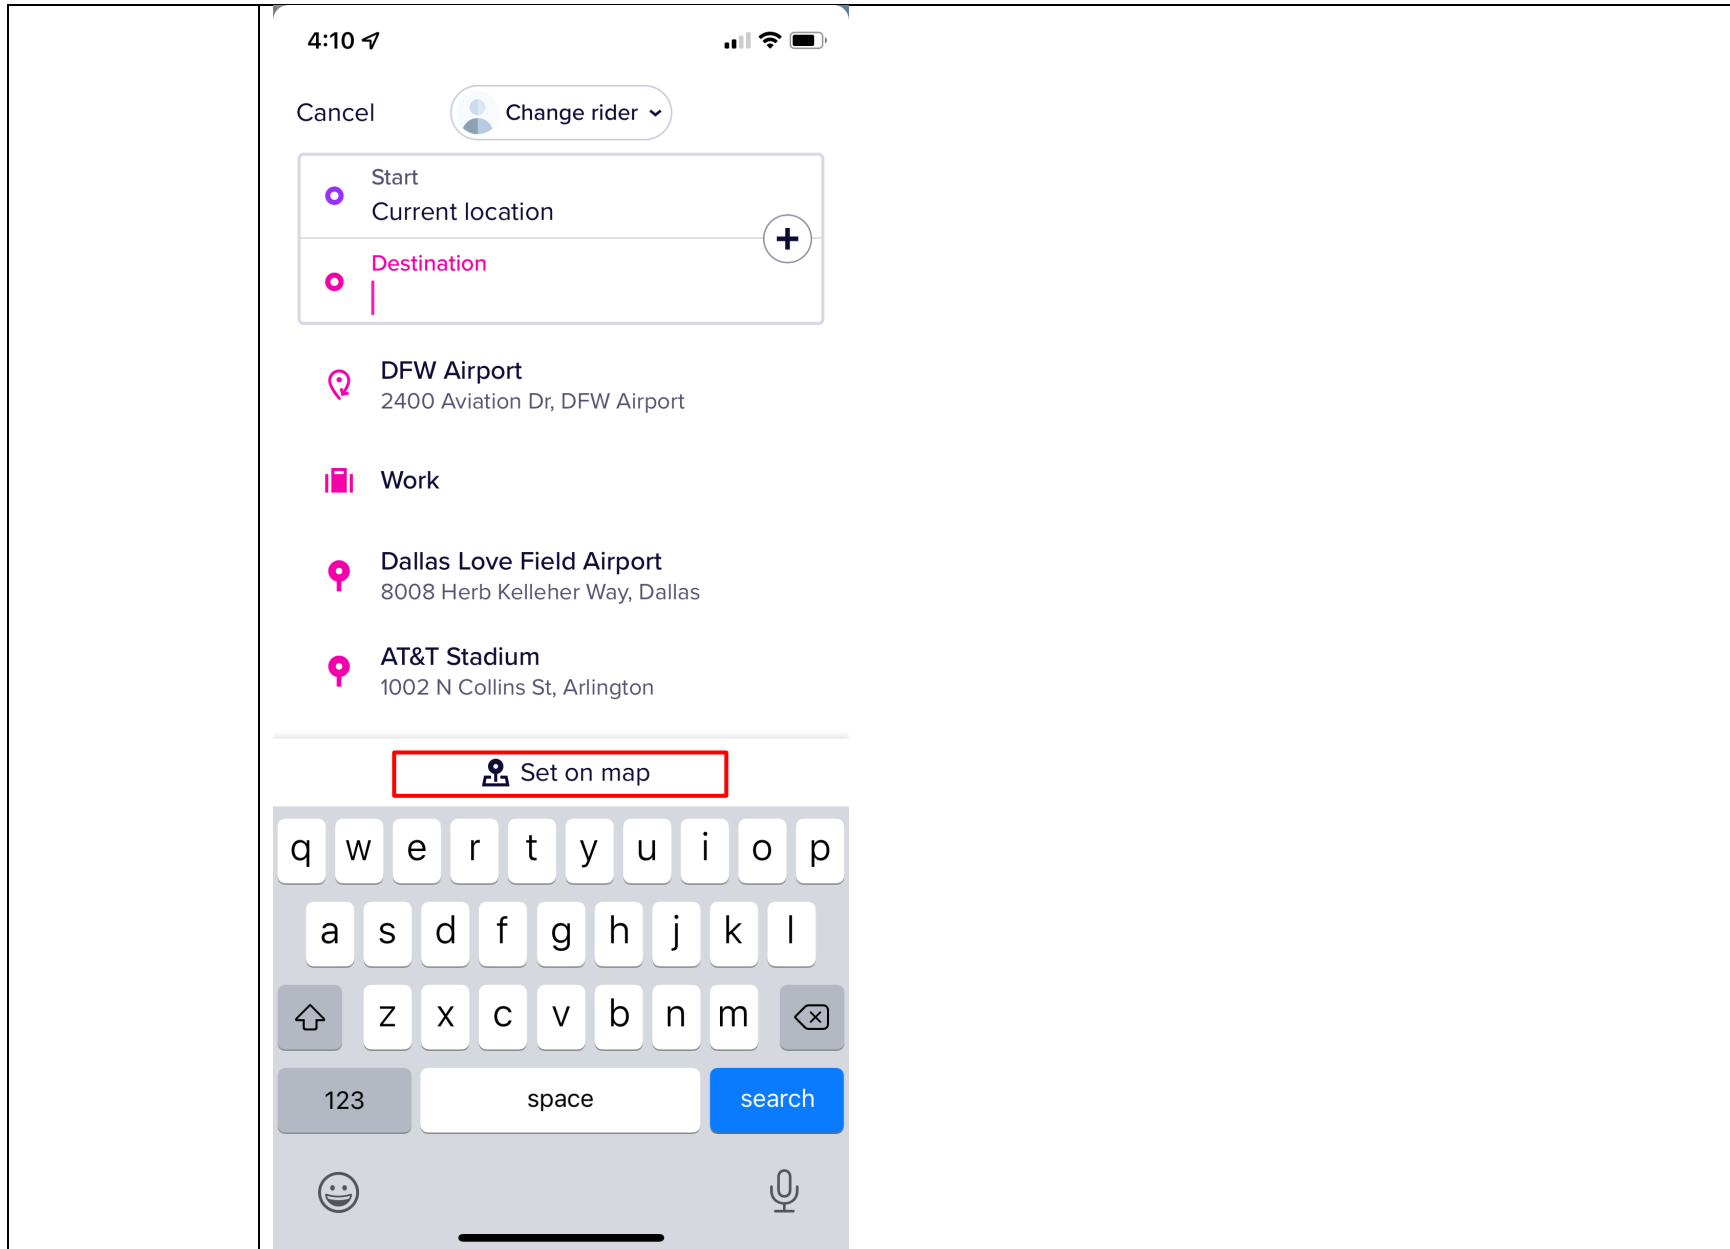 4:10
Cancel
Change rider
Start
Current location
Destination
DFW Airport
2400 Aviation Dr, DFW Airport
Work
Dallas Love Field Airport
8008 Herb Kelleher Way, Dallas
AT&T Stadium
1002 N Collins St, Arlington
Set on map
q w e r t y u i o p
a s d f g h j k l
z x c v b n m
123 space search